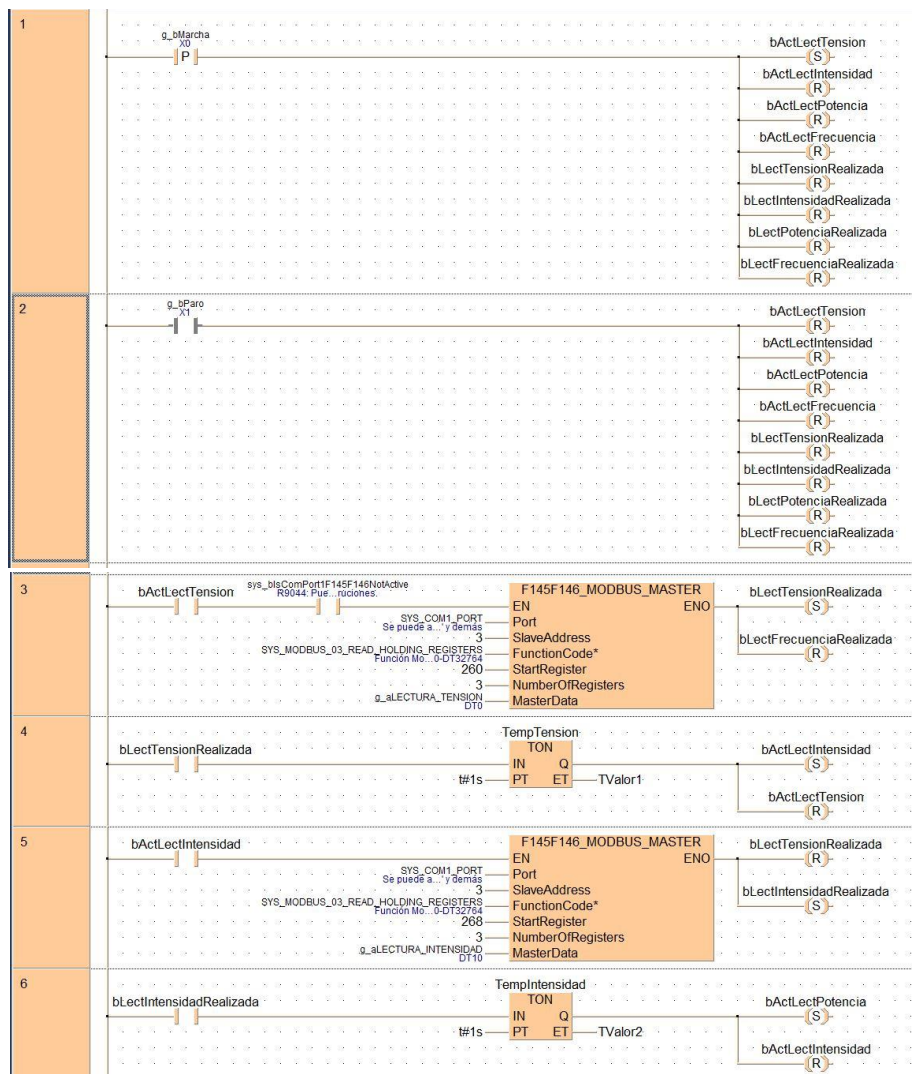 1
g_bMarcha
X0
P
bActLectTension
S
bActLectIntensidad
R
bActLectPotencia
R
bActLectFrecuencia
R
bLectTensionRealizada
R
bLectIntensidadRealizada
R
bLectPotenciaRealizada
R
bLectFrecuenciaRealizada
R
2
g_bParo
X1
bActLectTension
R
bActLectIntensidad
R
bActLectPotencia
R
bActLectFrecuencia
R
bLectTensionRealizada
R
bLectIntensidadRealizada
R
bLectPotenciaRealizada
R
bLectFrecuenciaRealizada
R
3
bActLectTension
sys_bIsComPort1F145F146NotActive
R9044: Pue...ruciones.
F145F146_MODBUS_MASTER
EN ENO
SYS_COM1_PORT Port
Se puede a...' y demás
3 SlaveAddress
SYS_MODBUS_03_READ_HOLDING_REGISTERS FunctionCode*
Función Mo...0-DT32764
260 StartRegister
3 NumberOfRegisters
g_aLECTURA_TENSION MasterData
DT0
bLectTensionRealizada
S
bLectFrecuenciaRealizada
R
4
bLectTensionRealizada
TempTension
TON
IN Q
t#1s PT ET TValor1
bActLectIntensidad
S
bActLectTension
R
5
bActLectIntensidad
F145F146_MODBUS_MASTER
EN ENO
SYS_COM1_PORT Port
Se puede a...' y demás
3 SlaveAddress
SYS_MODBUS_03_READ_HOLDING_REGISTERS FunctionCode*
Función Mo...0-DT32764
268 StartRegister
3 NumberOfRegisters
g_aLECTURA_INTENSIDAD MasterData
DT10
bLectTensionRealizada
R
bLectIntensidadRealizada
S
6
bLectIntensidadRealizada
TempIntensidad
TON
IN Q
t#1s PT ET TValor2
bActLectPotencia
S
bActLectIntensidad
R